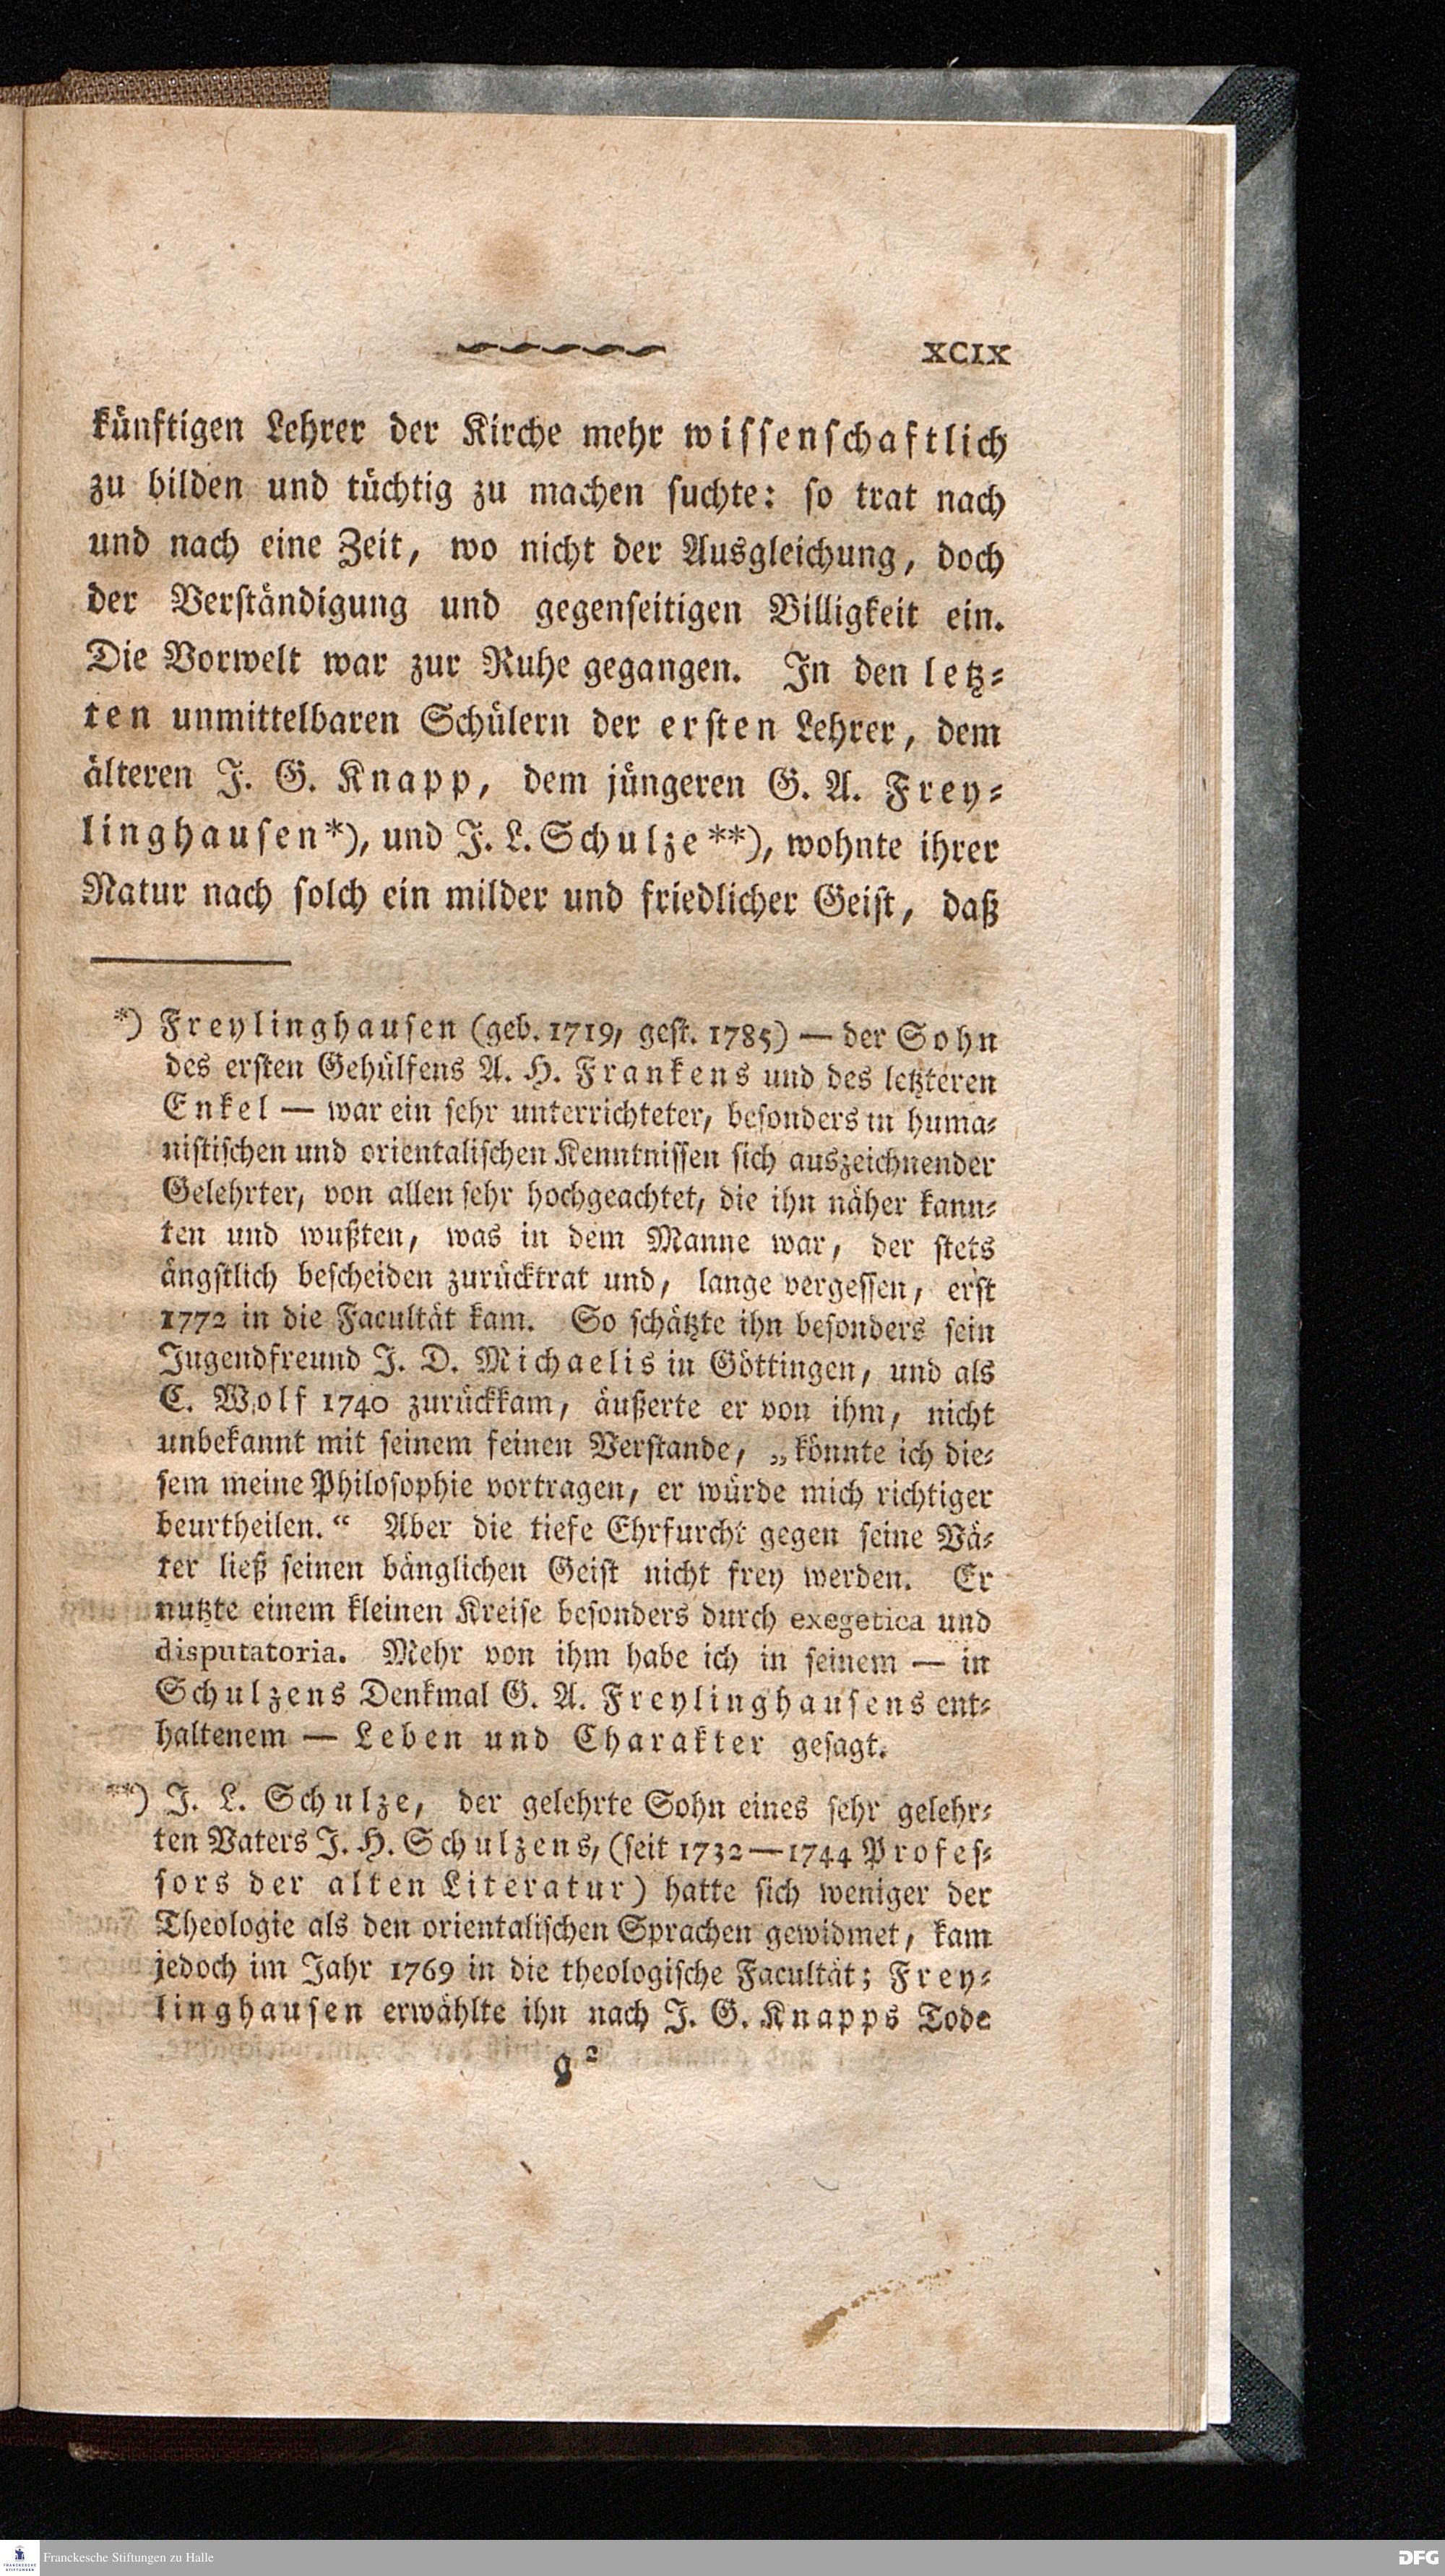 XCIX
künftigen Lehrer der Kirche mehr wissenschaftlich
zu bilden und tüchtig zu machen suchte: so trat nach
und nach eine Zeit, wo nicht der Ausgleichung, doch
der Verständigung und gegenseitigen Billigkeit ein.
Die Vorwelt war zur Ruhe gegangen. In den letz-
ten unmittelbaren Schülern der ersten Lehrer, dem
älteren J. G. Knapp, dem jüngeren G. A. Frey-
linghausen*), und J. L. Schulze**), wohnte ihrer
Natur nach solch ein milder und friedlicher Geist, daß
*) Freylinghausen (geb. 1719, gest. 1785) — der Sohn
des ersten Gehülfens A. H. Frankens und des letzteren
Enkel — war ein sehr unterrichteter, besonders in huma-
nistischen und orientalischen Kenntnissen sich auszeichnender
Gelehrter, von allen sehr hochgeachtet, die ihn näher kann-
ten und wußten, was in dem Manne war, der stets
ängstlich bescheiden zurücktrat und, lange vergessen, erst
1772 in die Facultät kam. So schätzte ihn besonders sein
Jugendfreund J. D. Michaelis in Göttingen, und als
C. Wolf 1740 zurückkam, äußerte er von ihm, nicht
unbekannt mit seinem feinen Verstande, „könnte ich die-
sem meine Philosophie vortragen, er würde mich richtiger
beurtheilen.“ Aber die tiefe Ehrfurcht gegen seine Vä-
ter ließ seinen bänglichen Geist nicht frey werden. Er
nutzte einem kleinen Kreise besonders durch exegetica und
disputatoria. Mehr von ihm habe ich in seinem — in
Schulzens Denkmal G. A. Freylinghausens ent-
haltenem — Leben und Charakter gesagt.
**) J. L. Schulze, der gelehrte Sohn eines sehr gelehr-
ten Vaters J. H. Schulzens, (seit 1732—1744 Profes-
sors der alten Literatur) hatte sich weniger der
Theologie als den orientalischen Sprachen gewidmet, kam
jedoch im Jahr 1769 in die theologische Facultät; Frey-
linghausen erwählte ihn nach J. G. Knapps Tode
g 2
Franckesche Stiftungen zu Halle
DFG